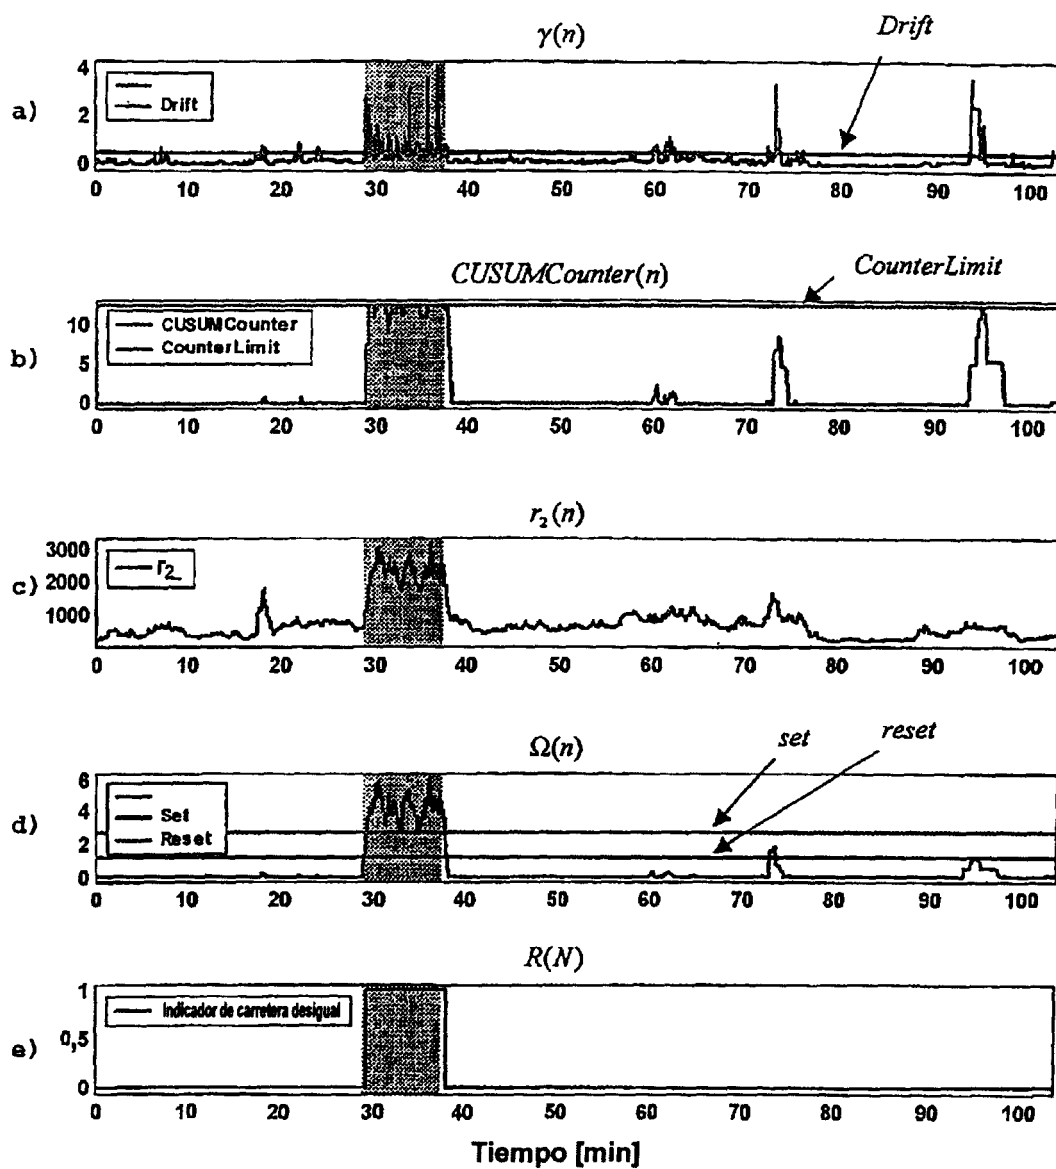 γ(n)
Drift
a)
4
2
0
Drift
0 10 20 30 40 50 60 70 80 90 100
CUSUMCounter(n)
CounterLimit
b)
10
5
0
CUSUMCounter
CounterLimit
0 10 20 30 40 50 60 70 80 90 100
r₂(n)
c)
3000
2000
1000
r2_
0 10 20 30 40 50 60 70 80 90 100
Ω(n)
set
reset
d)
6
4
2
0
Set
Reset
0 10 20 30 40 50 60 70 80 90 100
R(N)
e)
1
0,5
0
Indicador de carretera desigual
0 10 20 30 40 50 60 70 80 90 100
Tiempo [min]